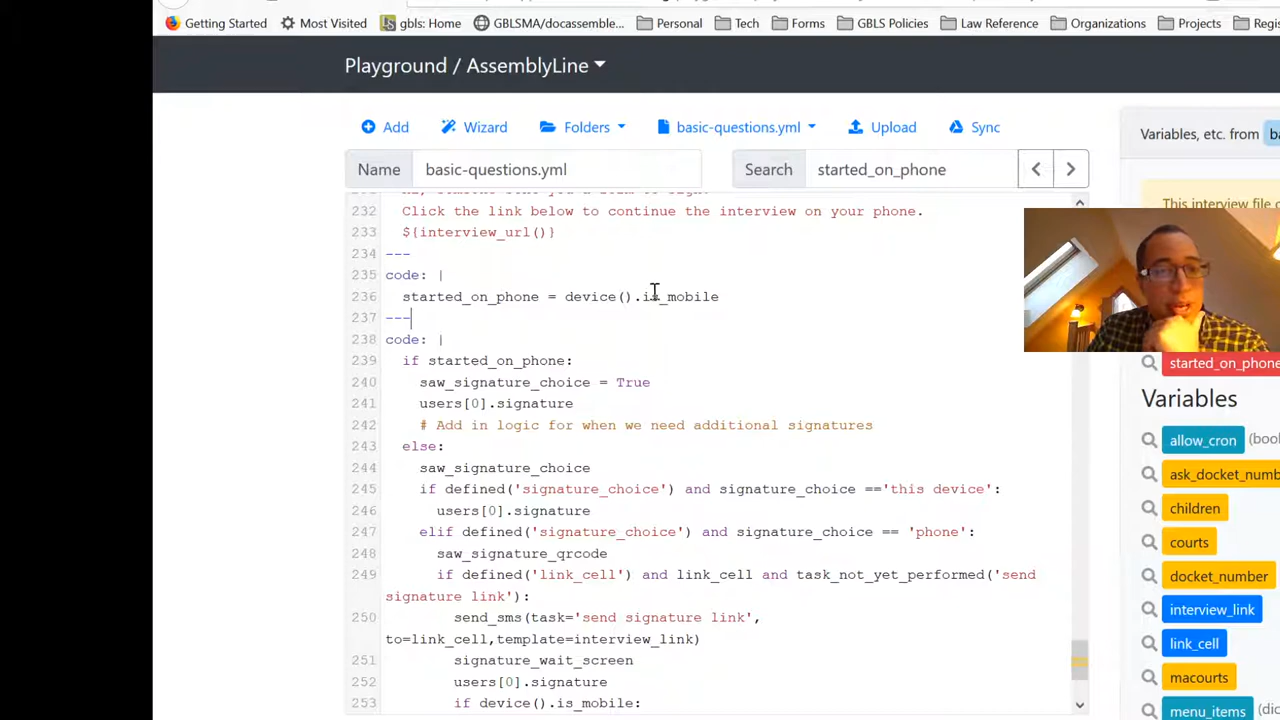 Getting Started Most Visited gbls: Home GBLSMA/docassemble... Personal Tech Forms GBLS Policies Law Reference Organizations Projects
Playground / AssemblyLine
Add Wizard Folders basic-questions.yml Upload Sync
Variables, etc. from
Name basic-questions.yml Search started_on_phone
This interview file
232 Click the link below to continue the interview on your phone.
233 ${interview_url()}
234 ---
235 code: |
236 started_on_phone = device().is_mobile
237 ---
238 code: |
239 if started_on_phone:
started_on_phone
240 saw_signature_choice = True
241 users[0].signature
Variables
242 # Add in logic for when we need additional signatures
243 else:
allow_cron (boo
244 saw_signature_choice
ask_docket_numb
245 if defined('signature_choice') and signature_choice =='this device':
246 users[0].signature
children
247 elif defined('signature_choice') and signature_choice == 'phone':
courts
248 saw_signature_qrcode
249 if defined('link_cell') and link_cell and task_not_yet_performed('send
docket_number
signature link'):
interview_link
250 send_sms(task='send signature link',
to=link_cell,template=interview_link)
link_cell
251 signature_wait_screen
252 users[0].signature
macourts
253 if device().is_mobile:
menu_items (dic